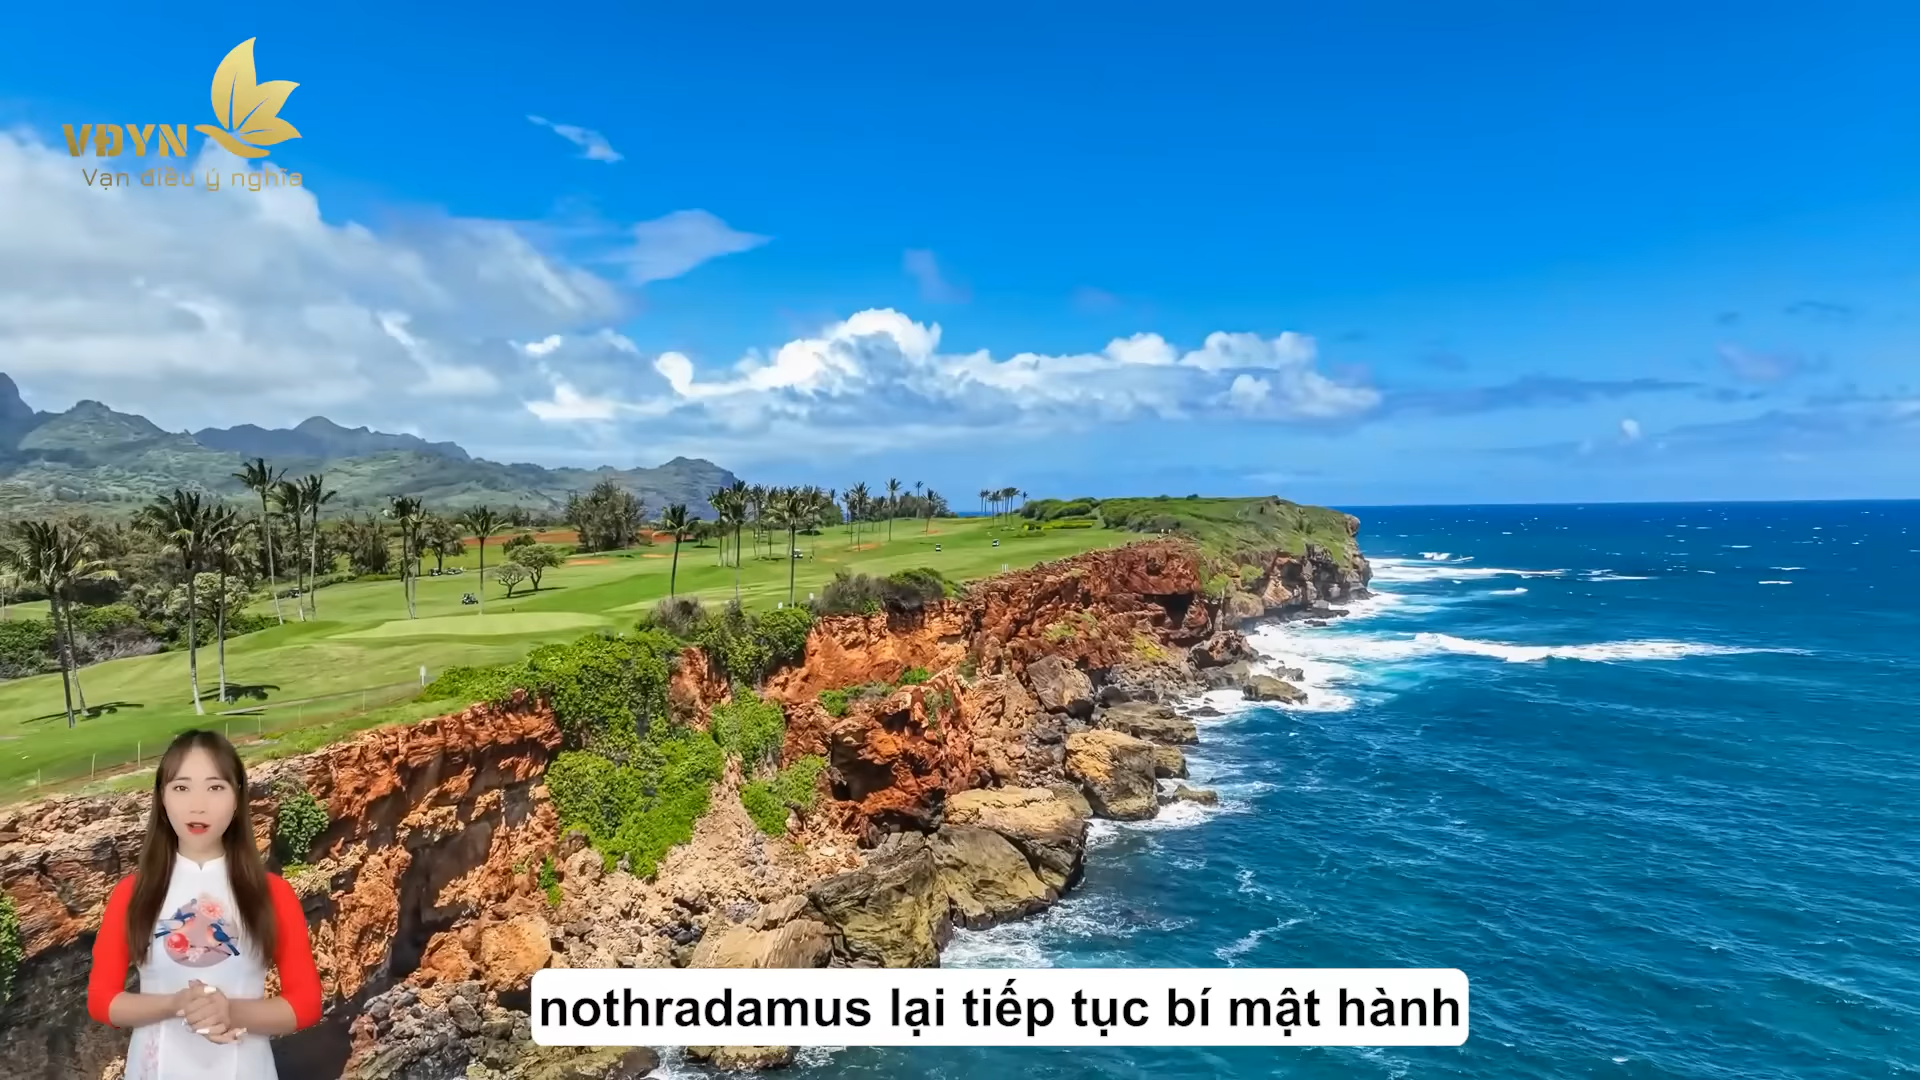 VĐYN
Vạn điều ý nghĩa
nothradamus lại tiếp tục bí mật hành